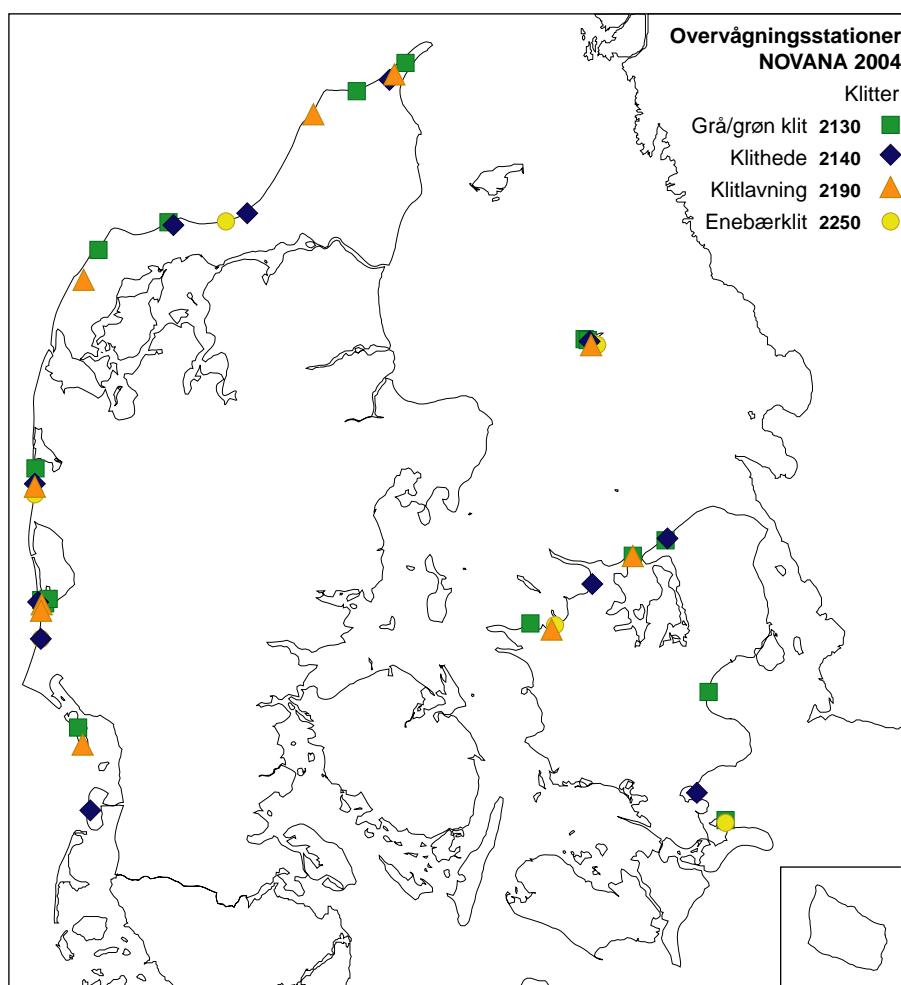 Overvågningsstationer
NOVANA 2004
Klitter
Grå/grøn klit 2130
Klithede 2140
Klitlavning 2190
Enebærklit 2250